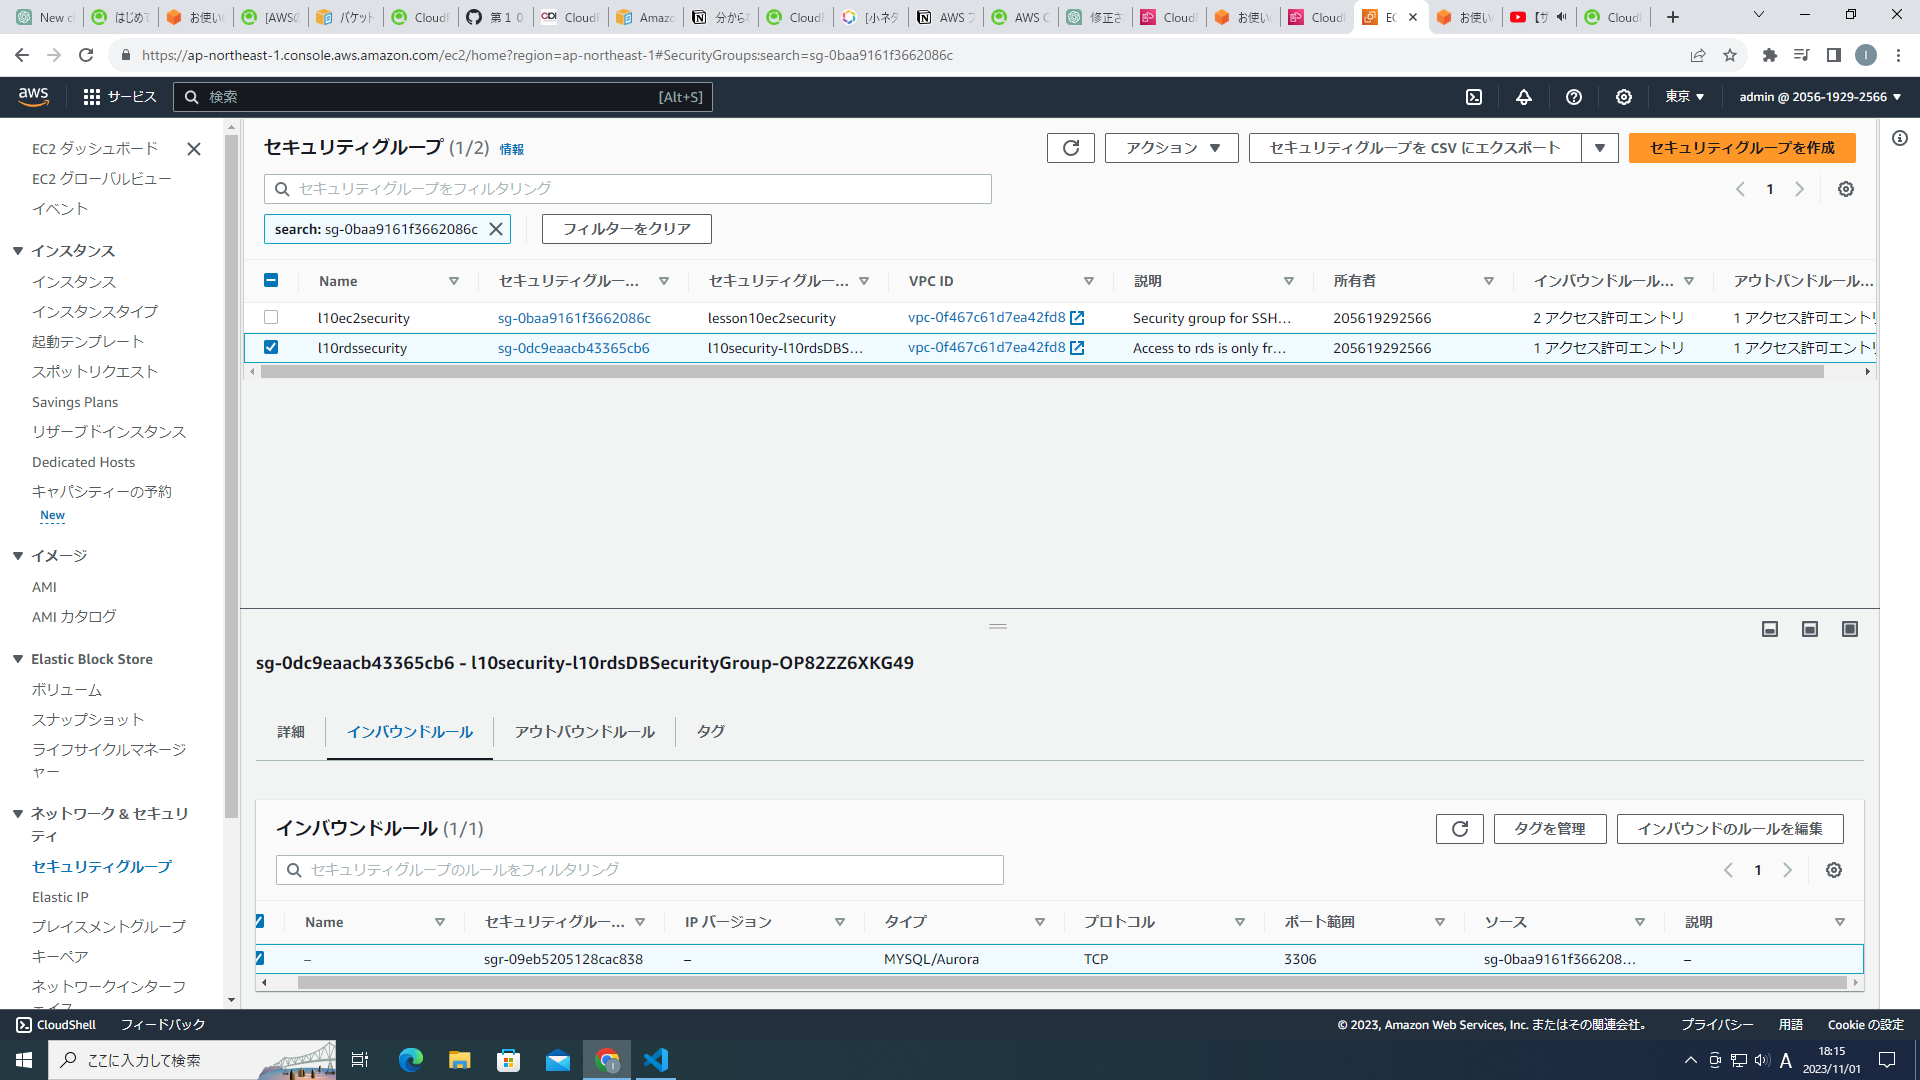 New c
はじめて
お使い
[AWSの
バケット
CloudF
第10
CloudF
Amazo
分からな
CloudF
[小ネタ
AWS フ
AWS C
修正さ
CloudF
お使い
CloudF
EC
お使い
【サ
CloudF
https://ap-northeast-1.console.aws.amazon.com/ec2/home?region=ap-northeast-1#SecurityGroups:search=sg-0baa9161f3662086c
I
aws
サービス
検索
[Alt+S]
東京 ▼
admin @ 2056-1929-2566 ▼
EC2 ダッシュボード
EC2 グローバルビュー
イベント
インスタンス
インスタンス
インスタンスタイプ
起動テンプレート
スポットリクエスト
Savings Plans
リザーブドインスタンス
Dedicated Hosts
キャパシティーの予約
New
イメージ
AMI
AMI カタログ
Elastic Block Store
ボリューム
スナップショット
ライフサイクルマネージ
ャー
ネットワーク & セキュリ
ティ
セキュリティグループ
Elastic IP
プレイスメントグループ
キーペア
ネットワークインターフ
ェイス
セキュリティグループ (1/2) 情報
アクション ▼
セキュリティグループを CSV にエクスポート ▼
セキュリティグループを作成
セキュリティグループをフィルタリング
1
search: sg-0baa9161f3662086c
フィルターをクリア
Name セキュリティグルー... セキュリティグルー... VPC ID 説明 所有者 インバウンドルール... アウトバンドルール...
l10ec2security sg-0baa9161f3662086c lesson10ec2security vpc-0f467c61d7ea42fd8 Security group for SSH... 205619292566 2 アクセス許可エントリ 1 アクセス許可エントリ
l10rdssecurity sg-0dc9eaacb43365cb6 l10security-l10rdsDBS... vpc-0f467c61d7ea42fd8 Access to rds is only fr... 205619292566 1 アクセス許可エントリ 1 アクセス許可エントリ
sg-0dc9eaacb43365cb6 - l10security-l10rdsDBSecurityGroup-OP82ZZ6XKG49
詳細
インバウンドルール
アウトバウンドルール
タグ
インバウンドルール (1/1)
タグを管理
インバウンドのルールを編集
セキュリティグループのルールをフィルタリング
1
Name セキュリティグルー... IP バージョン タイプ プロトコル ポート範囲 ソース 説明
– sgr-09eb5205128cac838 – MYSQL/Aurora TCP 3306 sg-0baa9161f366208... –
CloudShell
フィードバック
© 2023, Amazon Web Services, Inc. またはその関連会社。
プライバシー
用語
Cookie の設定
ここに入力して検索
A
18:15
2023/11/01